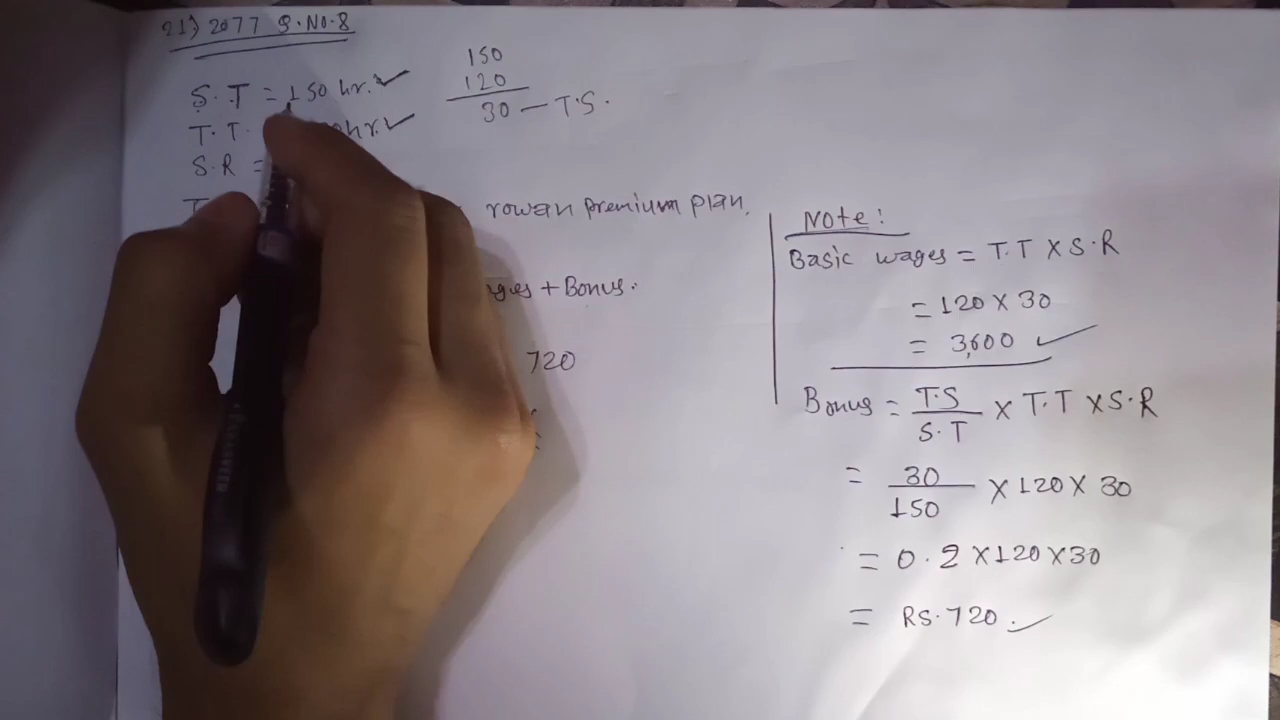 21) 2077 Q.NO.8
S.T = 150 hr.
T.T hr.
S.R =
150
120
30 — T.S.
rowan premium plan.
+ Bonus.
720
Note:
Basic wages = T.T X S.R
= 120 X 30
= 3,600
Bonus = T.S / S.T X T.T X S.R
= 30 / 150 X 120 X 30
= 0.2 X 120 X 30
= RS. 720.